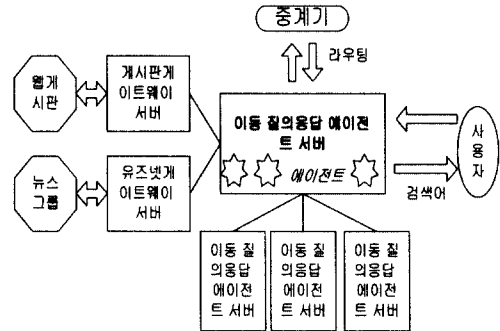 중계기
라우팅
웹게
시판
게시판게
이트웨이
서버
이동 질의응답 에이전
트 서버
에이전트
사
용
자
검색어
뉴스
그룹
유즈넷게
이트웨이
서버
이동 질
의응답
에이전
트 서버
이동 질
의응답
에이전
트 서버
이동 질
의응답
에이전
트 서버